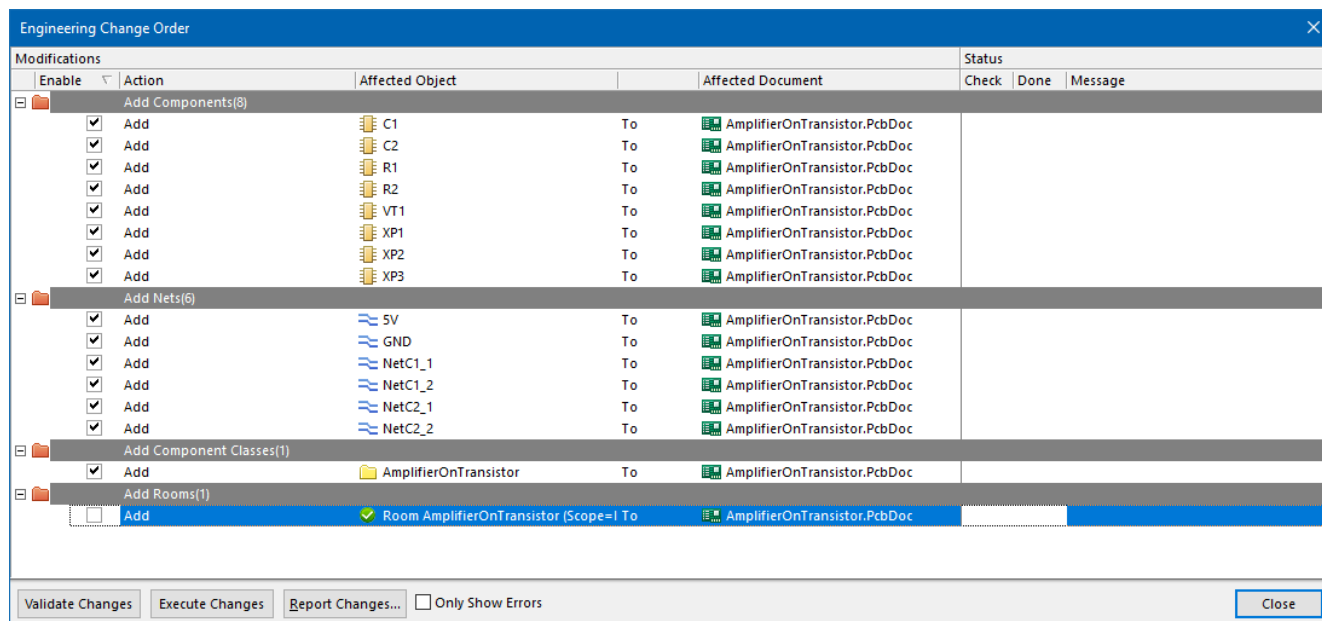 Engineering Change Order
Modifications Status
Enable Action Affected Object Affected Document Check Done Message
Add Components(8)
Add C1 To AmplifierOnTransistor.PcbDoc
Add C2 To AmplifierOnTransistor.PcbDoc
Add R1 To AmplifierOnTransistor.PcbDoc
Add R2 To AmplifierOnTransistor.PcbDoc
Add VT1 To AmplifierOnTransistor.PcbDoc
Add XP1 To AmplifierOnTransistor.PcbDoc
Add XP2 To AmplifierOnTransistor.PcbDoc
Add XP3 To AmplifierOnTransistor.PcbDoc
Add Nets(6)
Add 5V To AmplifierOnTransistor.PcbDoc
Add GND To AmplifierOnTransistor.PcbDoc
Add NetC1_1 To AmplifierOnTransistor.PcbDoc
Add NetC1_2 To AmplifierOnTransistor.PcbDoc
Add NetC2_1 To AmplifierOnTransistor.PcbDoc
Add NetC2_2 To AmplifierOnTransistor.PcbDoc
Add Component Classes(1)
Add AmplifierOnTransistor To AmplifierOnTransistor.PcbDoc
Add Rooms(1)
Add Room AmplifierOnTransistor (Scope=I To AmplifierOnTransistor.PcbDoc
Validate Changes Execute Changes Report Changes... Only Show Errors Close